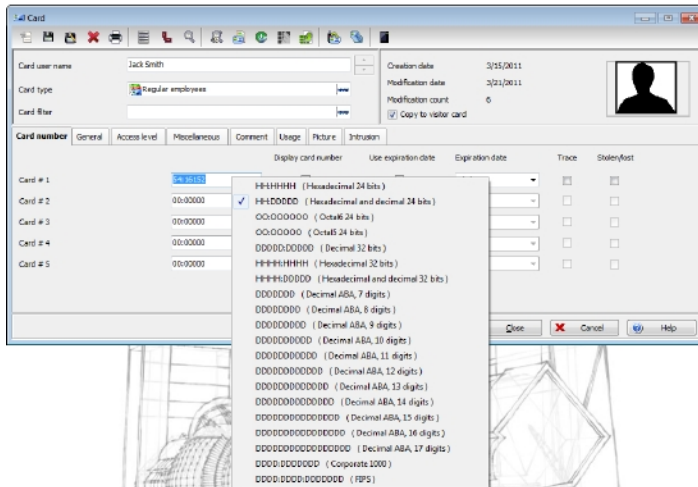 Card
Card user name Jack Smith
Creation date 3/15/2011
Card type Regular employees
Modification date 3/21/2011
Modification count 6
Card filter
Copy to visitor card
Card number General Access level Miscellaneous Comment Usage Picture Intrusion
Display card number Use expiration date Expiration date Trace Stolen/lost
Card # 1
Card # 2 00:00000
Card # 3 00:00000
Card # 4 00:00000
Card # 5 00:00000
HH:HHHH (Hexadecimal 24 bits)
HH:DDDDD (Hexadecimal and decimal 24 bits)
OO:OOOOOO (Octal6 24 bits)
OO:OOOOO (Octal5 24 bits)
DDDDD:DDDDD (Decimal 32 bits)
HHHH:HHHH (Hexadecimal 32 bits)
HHHH:DDDDD (Hexadecimal and decimal 32 bits)
DDDDDDD (Decimal ABA, 7 digits)
DDDDDDDD (Decimal ABA, 8 digits)
DDDDDDDDD (Decimal ABA, 9 digits)
DDDDDDDDDD (Decimal ABA, 10 digits)
DDDDDDDDDDD (Decimal ABA, 11 digits)
DDDDDDDDDDDD (Decimal ABA, 12 digits)
DDDDDDDDDDDDD (Decimal ABA, 13 digits)
DDDDDDDDDDDDDD (Decimal ABA, 14 digits)
DDDDDDDDDDDDDDD (Decimal ABA, 15 digits)
DDDDDDDDDDDDDDDD (Decimal ABA, 16 digits)
DDDDDDDDDDDDDDDDD (Decimal ABA, 17 digits)
DDDD:DDDDDDD (Corporate 1000)
DDDD:DDDD:DDDDDDD (FIPS)
Close Cancel Help